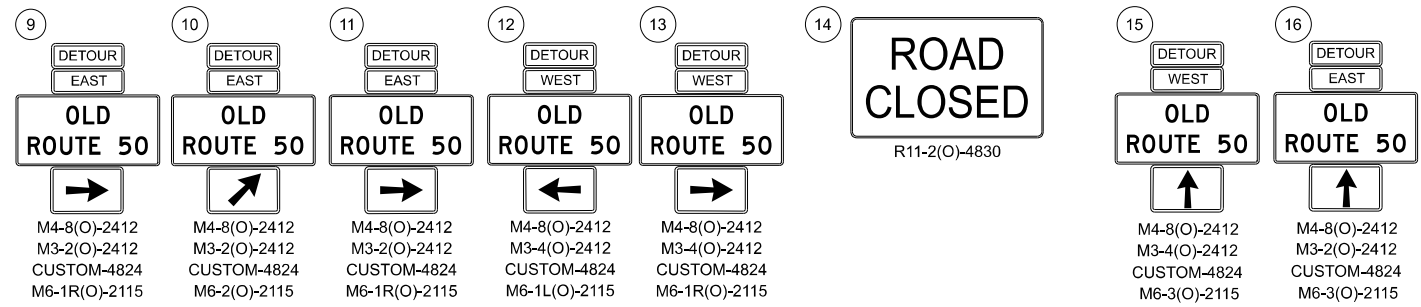 9
DETOUR
EAST
OLD
ROUTE 50
M4-8(O)-2412
M3-2(O)-2412
CUSTOM-4824
M6-1R(O)-2115
10
DETOUR
EAST
OLD
ROUTE 50
M4-8(O)-2412
M3-2(O)-2412
CUSTOM-4824
M6-2(O)-2115
11
DETOUR
EAST
OLD
ROUTE 50
M4-8(O)-2412
M3-2(O)-2412
CUSTOM-4824
M6-1R(O)-2115
12
DETOUR
WEST
OLD
ROUTE 50
M4-8(O)-2412
M3-4(O)-2412
CUSTOM-4824
M6-1L(O)-2115
13
DETOUR
WEST
OLD
ROUTE 50
M4-8(O)-2412
M3-4(O)-2412
CUSTOM-4824
M6-1R(O)-2115
14
ROAD
CLOSED
R11-2(O)-4830
15
DETOUR
WEST
OLD
ROUTE 50
M4-8(O)-2412
M3-4(O)-2412
CUSTOM-4824
M6-3(O)-2115
16
DETOUR
EAST
OLD
ROUTE 50
M4-8(O)-2412
M3-2(O)-2412
CUSTOM-4824
M6-3(O)-2115